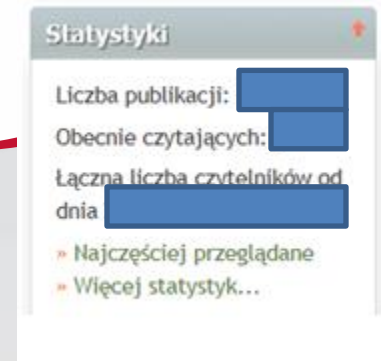 Statystyki
Liczba publikacji:
Obecnie czytających:
Łączna liczba czytelników od
dnia
» Najczęściej przeglądane
» Więcej statystyk...